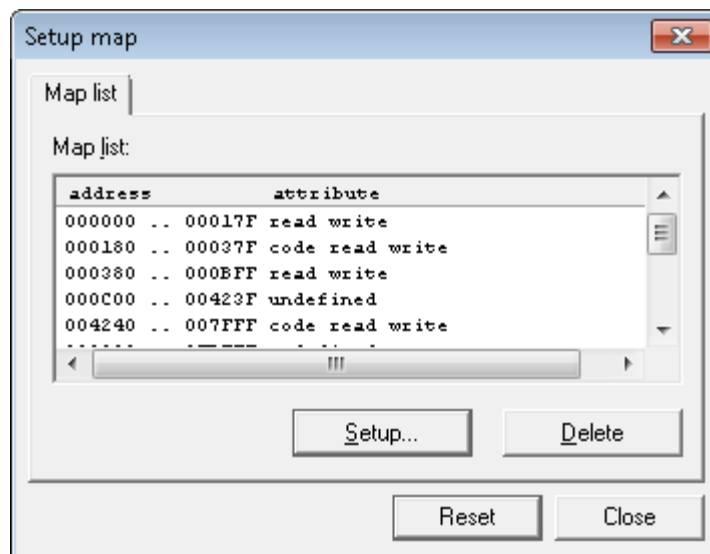 Setup map
Map list
Map list:
address attribute
000000 .. 00017F read write
000180 .. 00037F code read write
000380 .. 000BFF read write
000C00 .. 00423F undefined
004240 .. 007FFF code read write
Setup... Delete
Reset Close